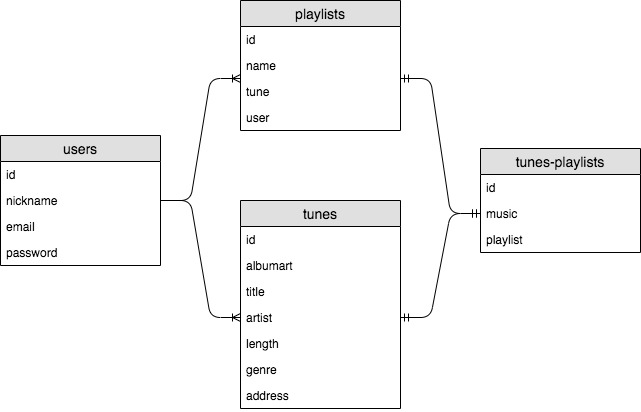 playlists
id
name
tune
user
users
id
nickname
email
password
tunes
id
albumart
title
artist
length
genre
address
tunes-playlists
id
music
playlist